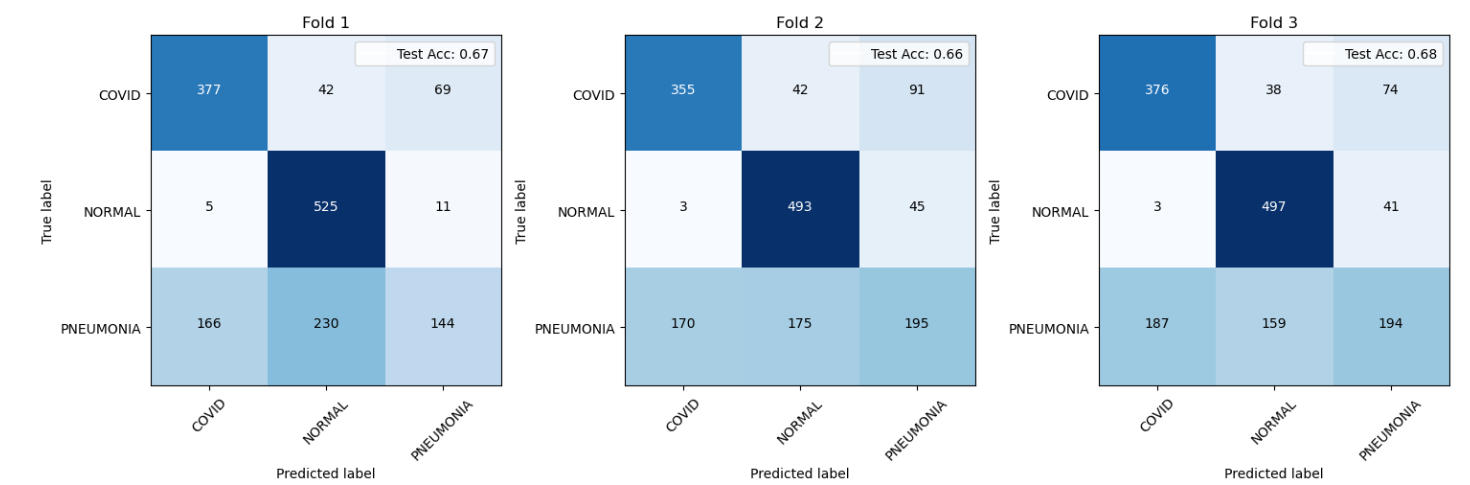 Fold 1
Test Acc: 0.67
COVID 377 42 69
NORMAL 5 525 11
PNEUMONIA 166 230 144
True label
COVID NORMAL PNEUMONIA
Predicted label
Fold 2
Test Acc: 0.66
COVID 355 42 91
NORMAL 3 493 45
PNEUMONIA 170 175 195
True label
COVID NORMAL PNEUMONIA
Predicted label
Fold 3
Test Acc: 0.68
COVID 376 38 74
NORMAL 3 497 41
PNEUMONIA 187 159 194
True label
COVID NORMAL PNEUMONIA
Predicted label